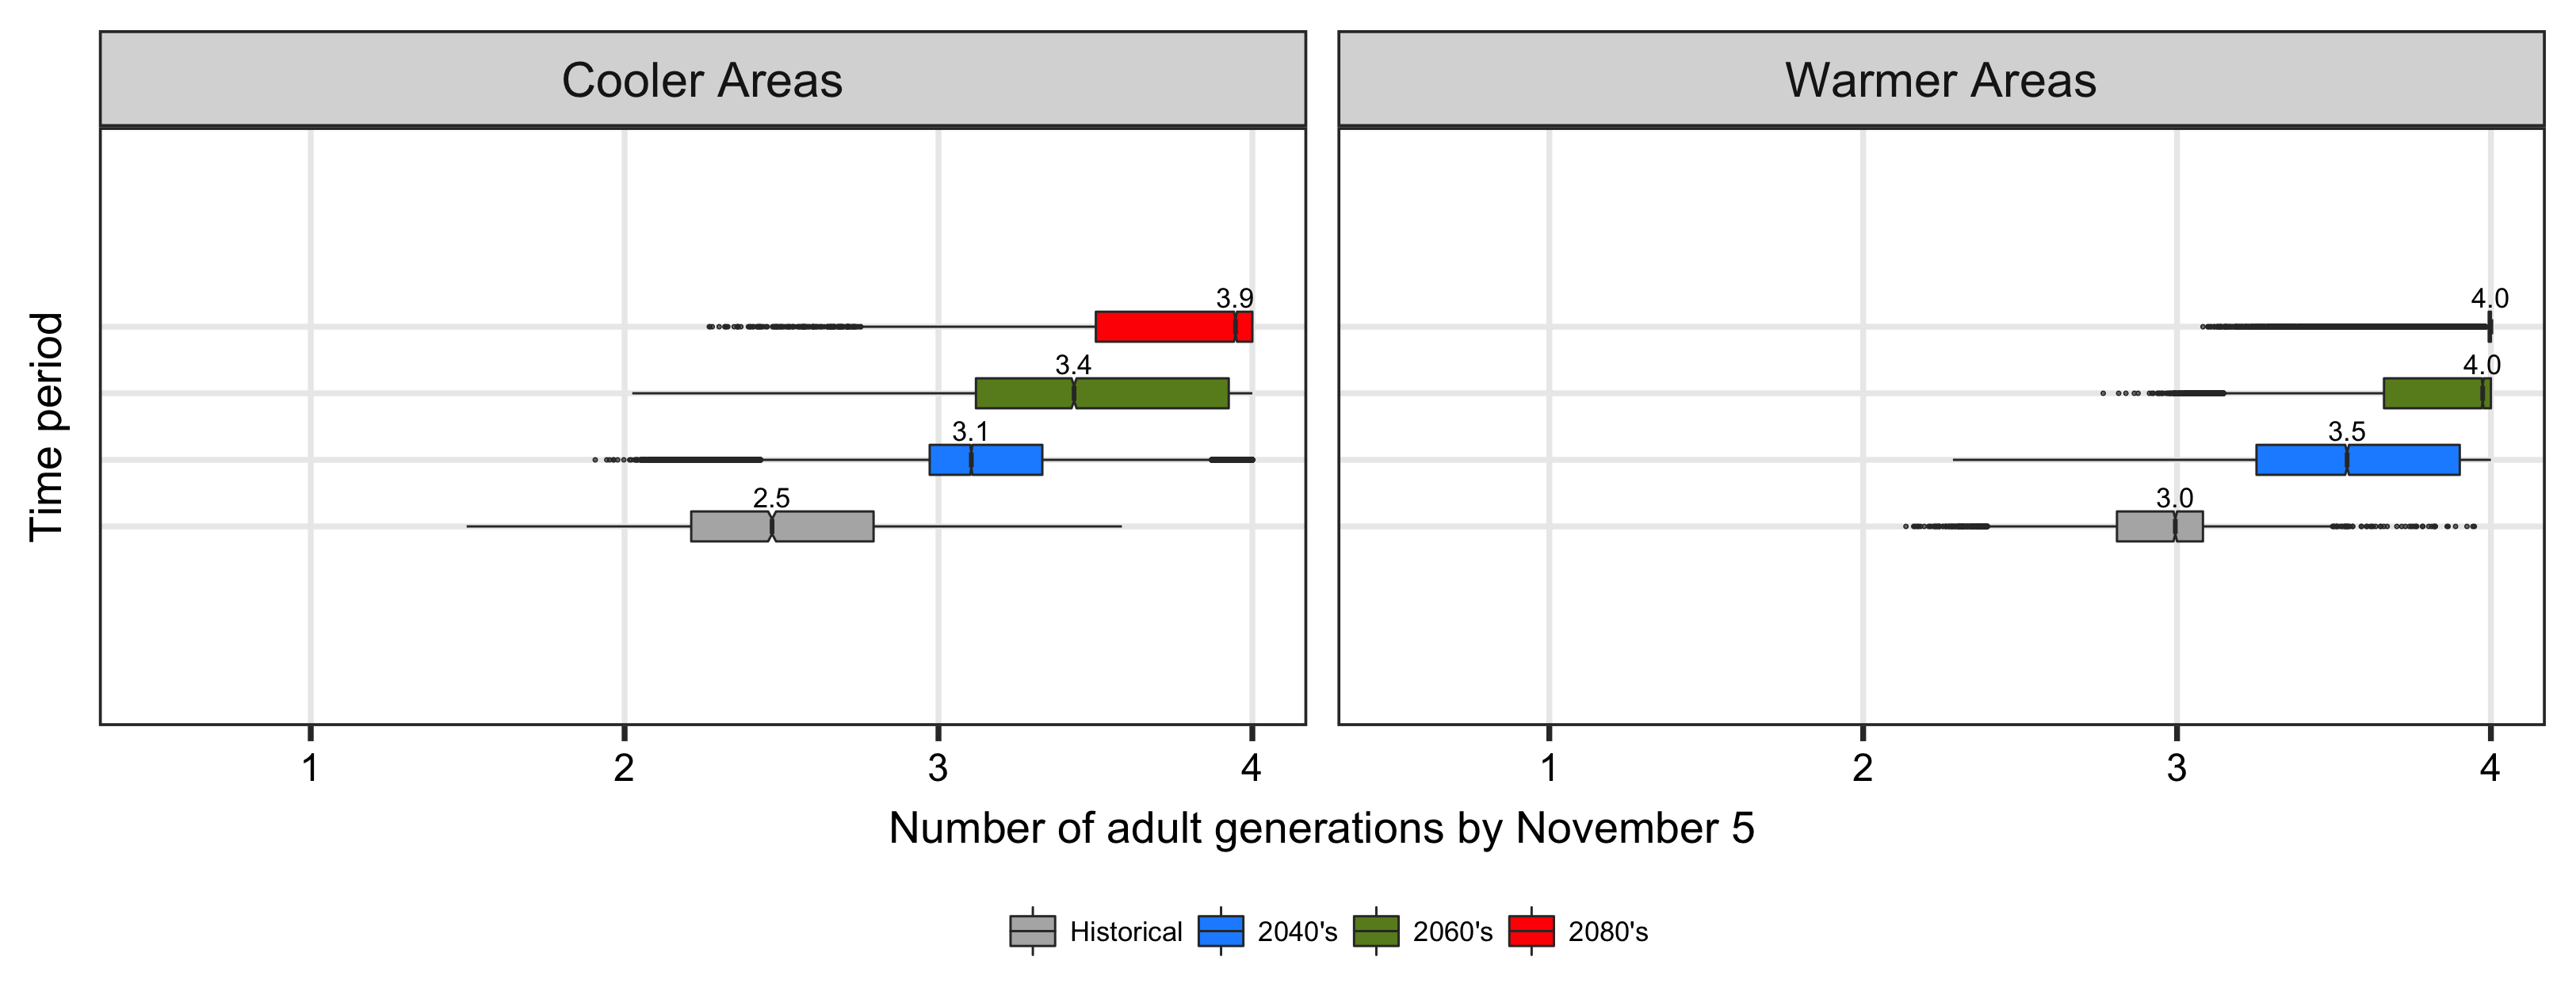 Cooler Areas
Warmer Areas
Time period
3.9
3.4
3.1
2.5
4.0
4.0
3.5
3.0
1 2 3 4
1 2 3 4
Number of adult generations by November 5
Historical 2040's 2060's 2080's